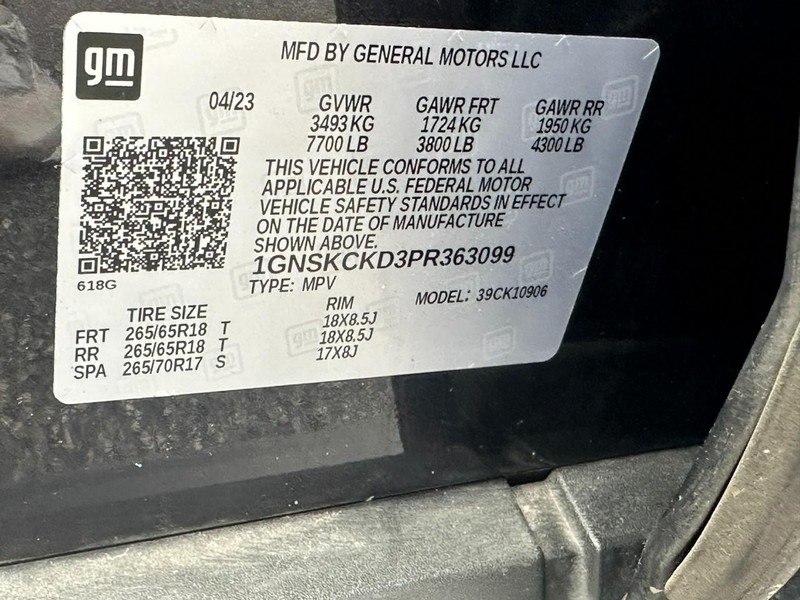 gm
MFD BY GENERAL MOTORS LLC
04/23 GVWR GAWR FRT GAWR RR
3493 KG 1724 KG 1950 KG
7700 LB 3800 LB 4300 LB
THIS VEHICLE CONFORMS TO ALL
APPLICABLE U.S. FEDERAL MOTOR
VEHICLE SAFETY STANDARDS IN EFFECT
ON THE DATE OF MANUFACTURE
SHOWN ABOVE.
618G
1GNSKCKD3PR363099
TYPE: MPV MODEL: 39CK10906
TIRE SIZE RIM
FRT 265/65R18 T 18X8.5J
RR 265/65R18 T 18X8.5J
SPA 265/70R17 S 17X8J